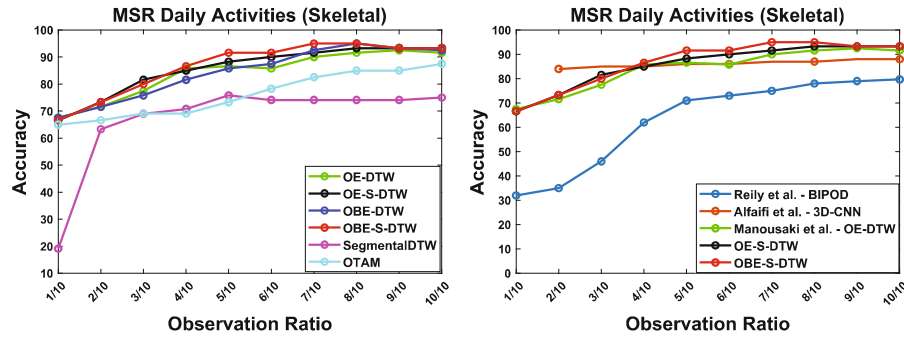 MSR Daily Activities (Skeletal)
100
90
80
70
60
50
40
30
20
10
Accuracy
OE-DTW
OE-S-DTW
OBE-DTW
OBE-S-DTW
SegmentalDTW
OTAM
1/10 2/10 3/10 4/10 5/10 6/10 7/10 8/10 9/10 10/10
Observation Ratio
MSR Daily Activities (Skeletal)
100
90
80
70
60
50
40
30
20
10
0
Accuracy
Reily et al. - BIPOD
Alfaifi et al. - 3D-CNN
Manousaki et al. - OE-DTW
OE-S-DTW
OBE-S-DTW
1/10 2/10 3/10 4/10 5/10 6/10 7/10 8/10 9/10 10/10
Observation Ratio